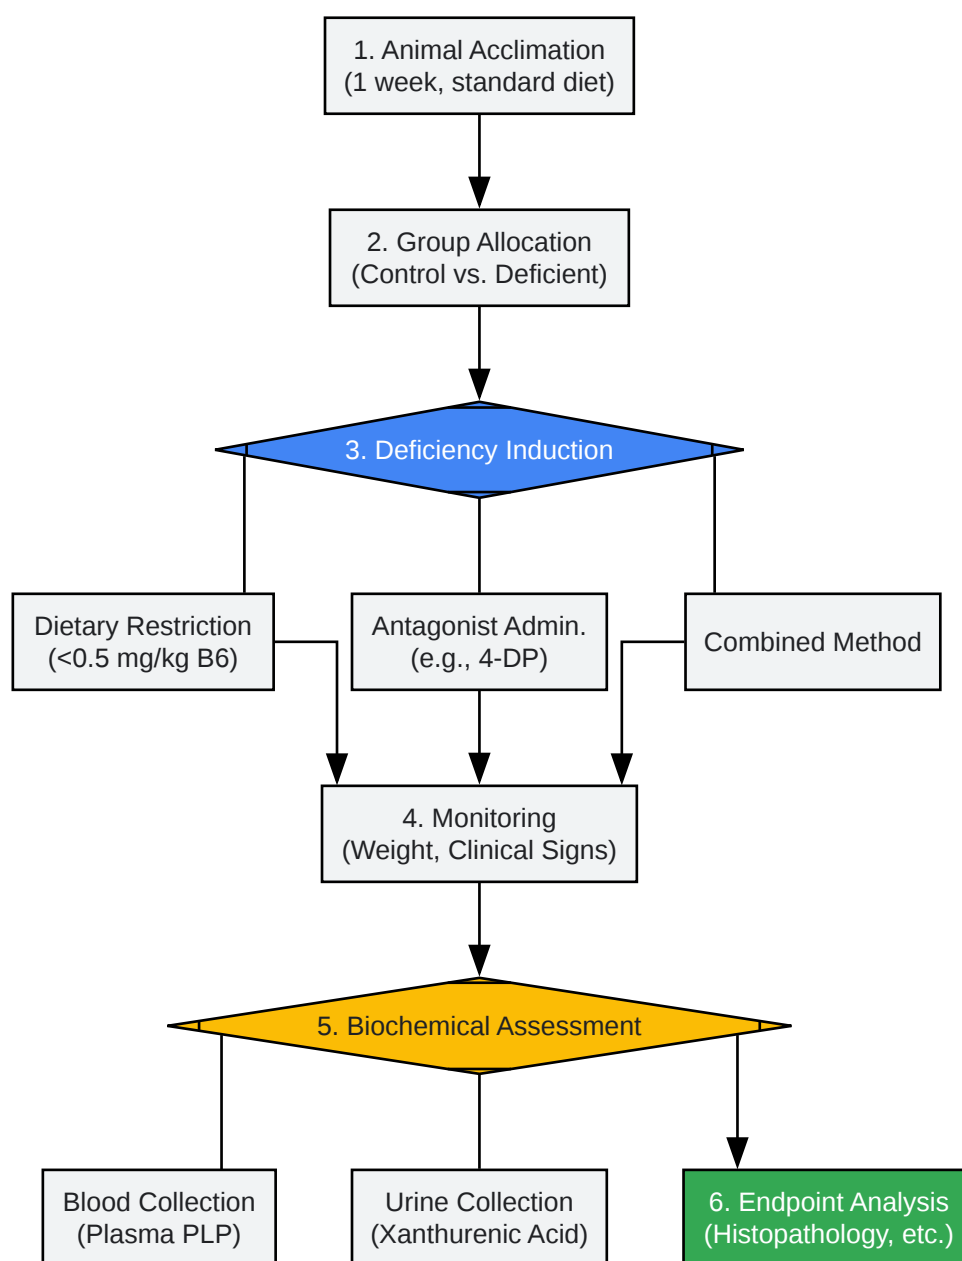 1. Animal Acclimation
(1 week, standard diet)
2. Group Allocation
(Control vs. Deficient)
3. Deficiency Induction
Dietary Restriction
(<0.5 mg/kg B6)
Antagonist Admin.
(e.g., 4-DP)
Combined Method
4. Monitoring
(Weight, Clinical Signs)
5. Biochemical Assessment
Blood Collection
(Plasma PLP)
Urine Collection
(Xanthurenic Acid)
6. Endpoint Analysis
(Histopathology, etc.)